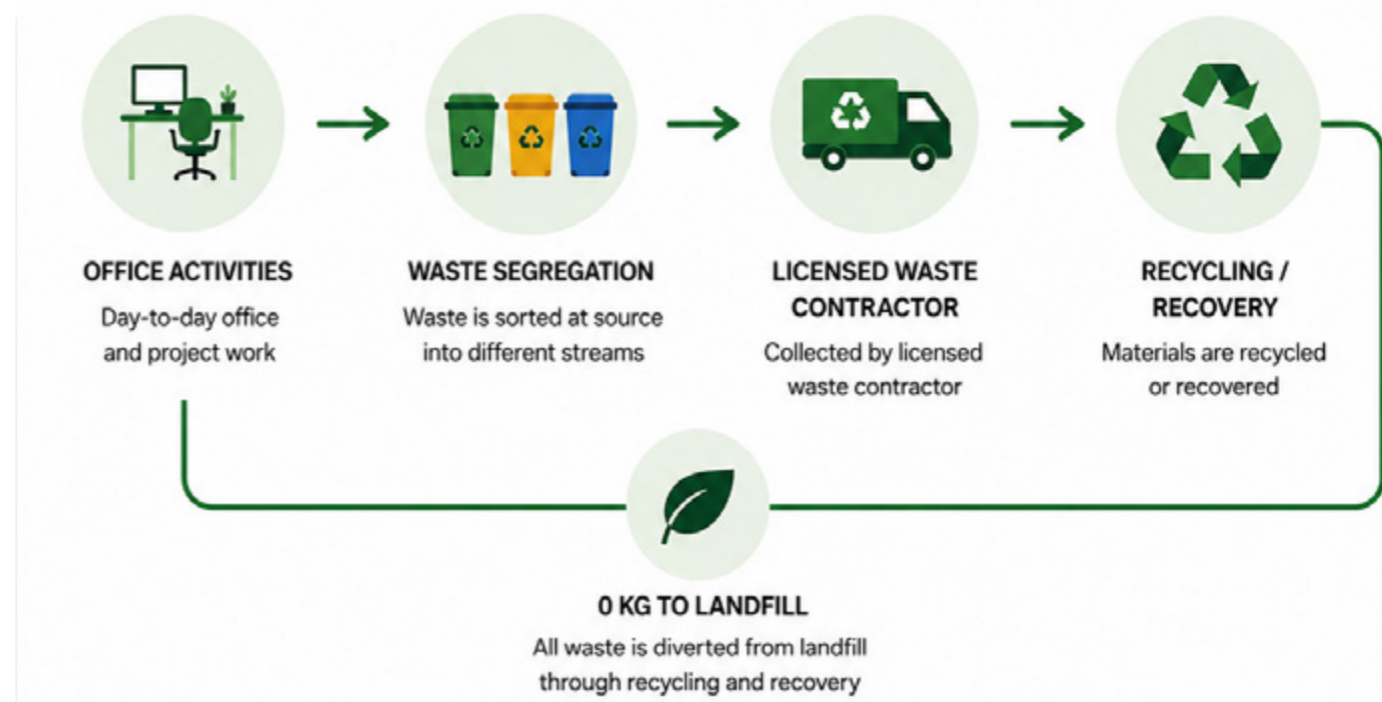 OFFICE ACTIVITIES
Day-to-day office
and project work
WASTE SEGREGATION
Waste is sorted at source
into different streams
LICENSED WASTE
CONTRACTOR
Collected by licensed
waste contractor
RECYCLING /
RECOVERY
Materials are recycled
or recovered
0 KG TO LANDFILL
All waste is diverted from landfill
through recycling and recovery